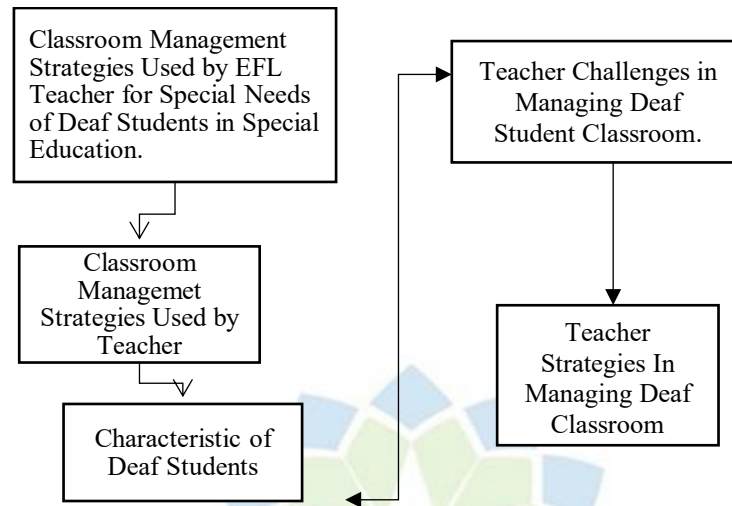 Classroom Management
Strategies Used by EFL
Teacher for Special Needs
of Deaf Students in Special
Education.
Classroom
Managemet
Strategies Used by
Teacher
Characteristic of
Deaf Students
Teacher Challenges in
Managing Deaf
Student Classroom.
Teacher
Strategies In
Managing Deaf
Classroom